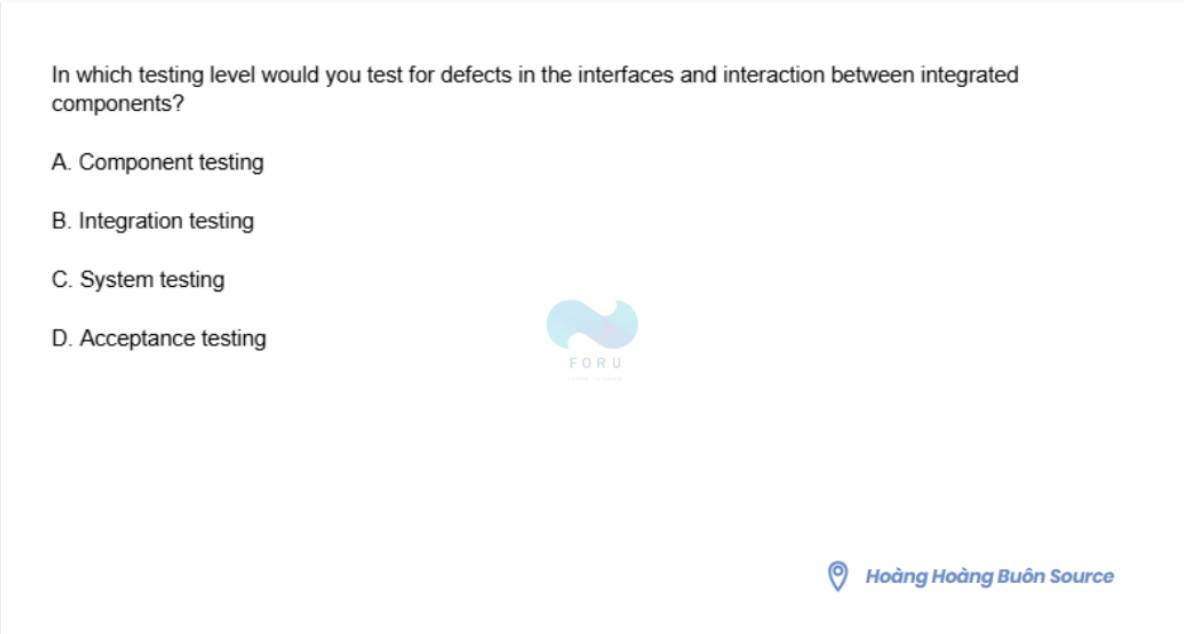 In which testing level would you test for defects in the interfaces and interaction between integrated
components?
A. Component testing
B. Integration testing
C. System testing
D. Acceptance testing
FORU
Hoàng Hoàng Buôn Source